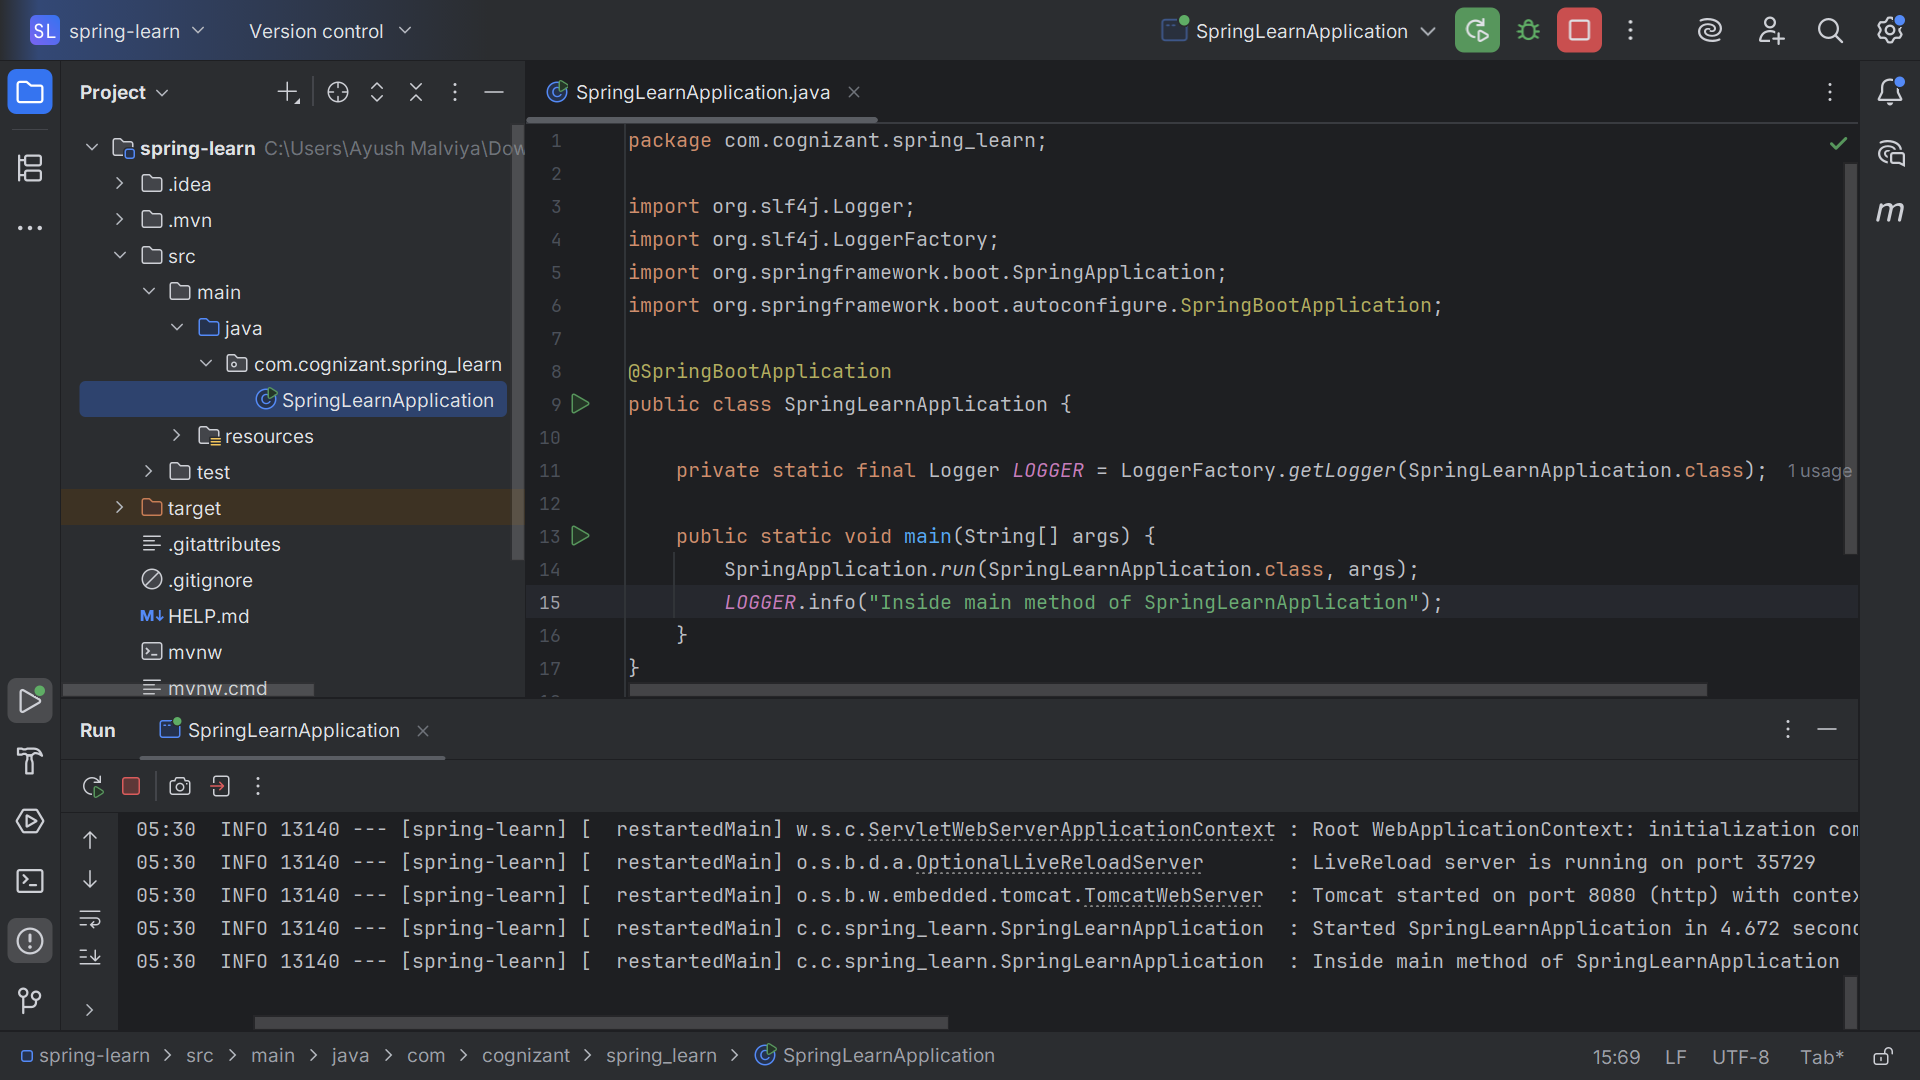 SL spring-learn Version control SpringLearnApplication
Project
SpringLearnApplication.java
spring-learn C:\Users\Ayush Malviya\Dow
.idea
.mvn
src
main
java
com.cognizant.spring_learn
SpringLearnApplication
resources
test
target
.gitattributes
.gitignore
M↓ HELP.md
mvnw
mvnw.cmd
1 package com.cognizant.spring_learn;
2
3 import org.slf4j.Logger;
4 import org.slf4j.LoggerFactory;
5 import org.springframework.boot.SpringApplication;
6 import org.springframework.boot.autoconfigure.SpringBootApplication;
7
8 @SpringBootApplication
9 public class SpringLearnApplication {
10
11 private static final Logger LOGGER = LoggerFactory.getLogger(SpringLearnApplication.class); 1 usage
12
13 public static void main(String[] args) {
14 SpringApplication.run(SpringLearnApplication.class, args);
15 LOGGER.info("Inside main method of SpringLearnApplication");
16 }
17 }
m
Run SpringLearnApplication
05:30 INFO 13140 --- [spring-learn] [ restartedMain] w.s.c.ServletWebServerApplicationContext : Root WebApplicationContext: initialization com
05:30 INFO 13140 --- [spring-learn] [ restartedMain] o.s.b.d.a.OptionalLiveReloadServer : LiveReload server is running on port 35729
05:30 INFO 13140 --- [spring-learn] [ restartedMain] o.s.b.w.embedded.tomcat.TomcatWebServer : Tomcat started on port 8080 (http) with contex
05:30 INFO 13140 --- [spring-learn] [ restartedMain] c.c.spring_learn.SpringLearnApplication : Started SpringLearnApplication in 4.672 second
05:30 INFO 13140 --- [spring-learn] [ restartedMain] c.c.spring_learn.SpringLearnApplication : Inside main method of SpringLearnApplication
spring-learn > src > main > java > com > cognizant > spring_learn > SpringLearnApplication 15:69 LF UTF-8 Tab*